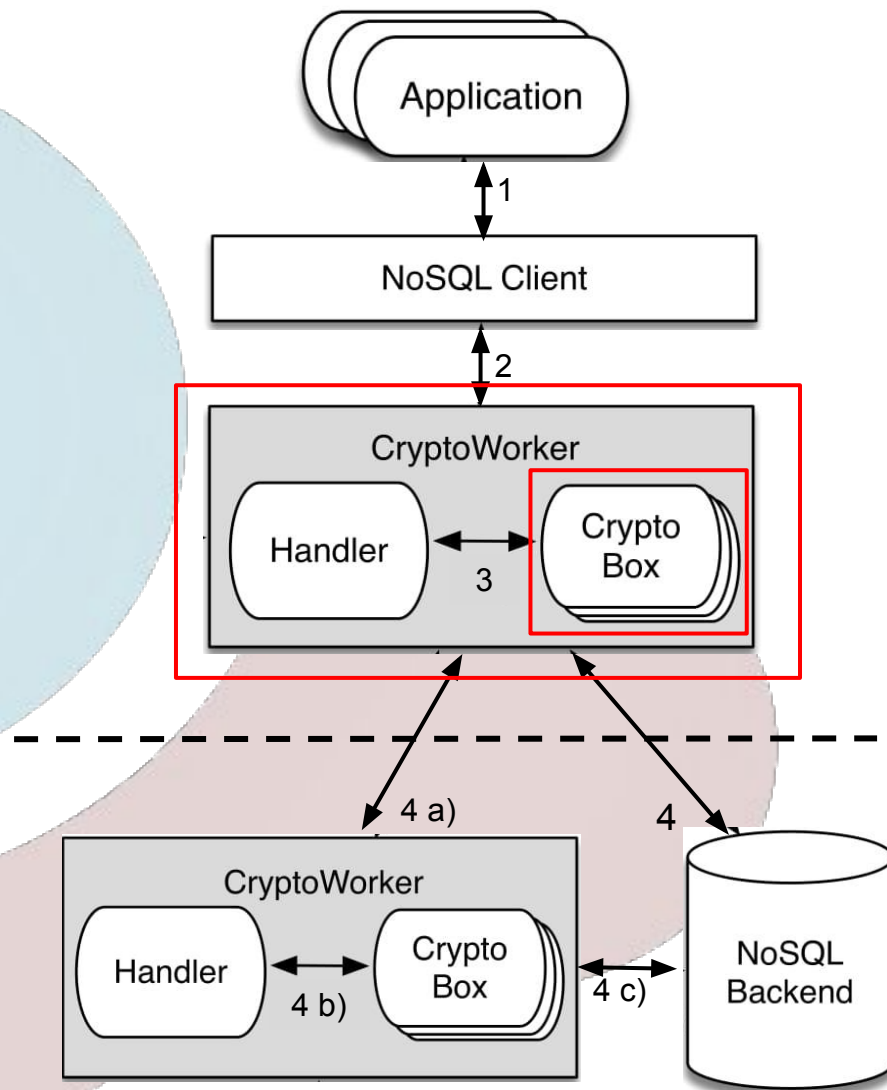 Application
1
NoSQL Client
2
CryptoWorker
Handler
3
Crypto
Box
4 a)
4
CryptoWorker
Handler
4 b)
Crypto
Box
4 c)
NoSQL
Backend